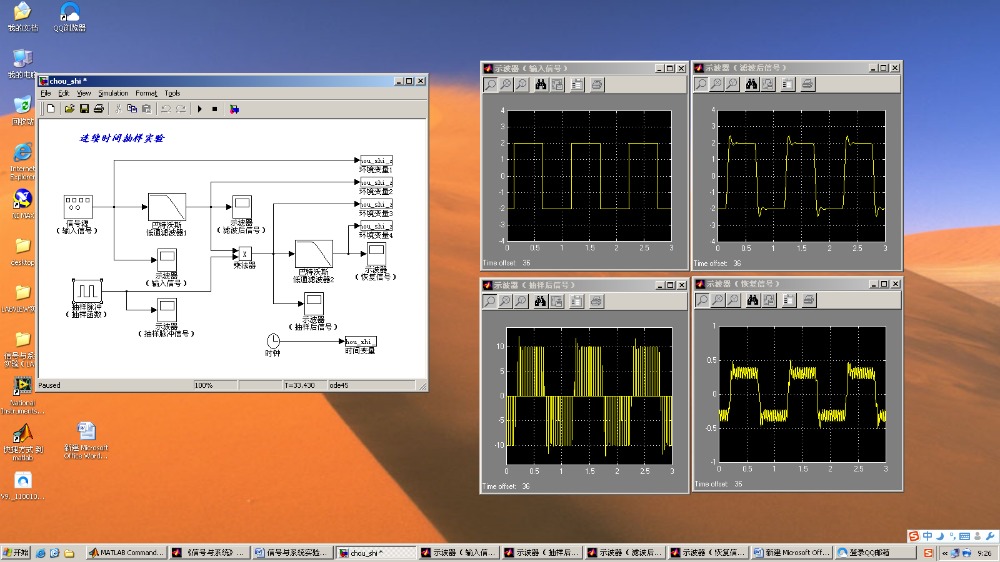 我的文档
QQ浏览器
我的电脑
回收站
Internet
Explorer
NI MAX
desktop
LABVIEW实
信号与系
实验（LA
National
Instruments...
快捷方式 到
matlab
新建 Microsoft
Office Word...
V9._110010...
chou_shi *
File Edit View Simulation Format Tools
连续时间抽样实验
信号源
（输入信号）
巴特沃斯
低通滤波器1
示波器
（滤波后信号）
hou_shi_z
环境变量1
hou_shi_z
环境变量2
hou_shi_z
环境变量3
hou_shi_z
环境变量4
示波器
（输入信号）
X
乘法器
巴特沃斯
低通滤波器2
示波器
（恢复信号）
抽样脉冲
（抽样函数）
示波器
（抽样脉冲信号）
示波器
（抽样后信号）
时钟
hou_shi_
时间变量
Paused 100% T=33.430 ode45
示波器（输入信号）
4
3
2
1
0
-1
-2
-3
-4
0 0.5 1 1.5 2 2.5 3
Time offset: 36
示波器（滤波后信号）
4
3
2
1
0
-1
-2
-3
-4
0 0.5 1 1.5 2 2.5 3
Time offset: 36
示波器（抽样后信号）
10
5
0
-5
-10
0 0.5 1 1.5 2 2.5 3
Time offset: 36
示波器（恢复信号）
1
0.5
0
-0.5
-1
0 0.5 1 1.5 2 2.5 3
Time offset: 36
中
开始 MATLAB Command... 《信号与系统》... 信号与系统实验... chou_shi * 示波器（输入信... 示波器（抽样后... 示波器（滤波后... 示波器（恢复信... 新建 Microsoft Off... 登录QQ邮箱 9:26